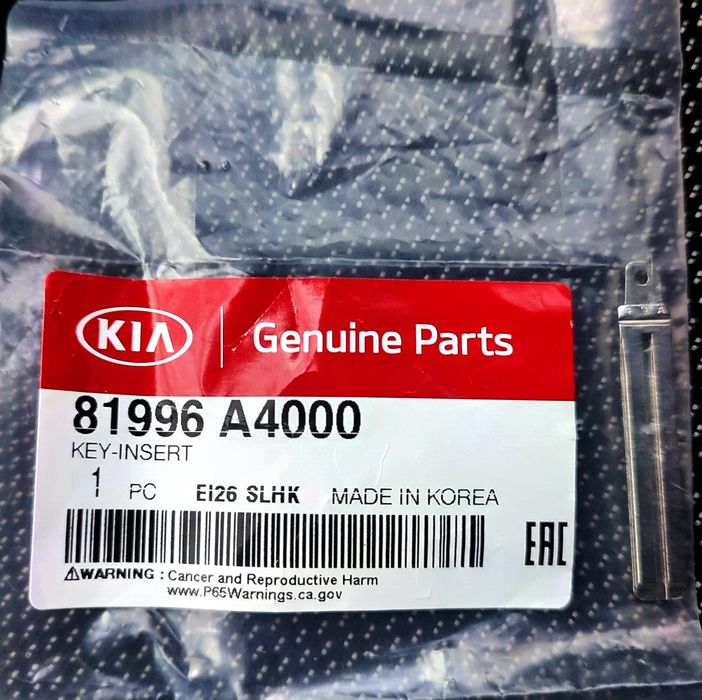 KIA Genuine Parts
81996 A4000
KEY-INSERT
1 PC EI26 SLHK MADE IN KOREA
EAC
WARNING : Cancer and Reproductive Harm
www.P65Warnings.ca.gov